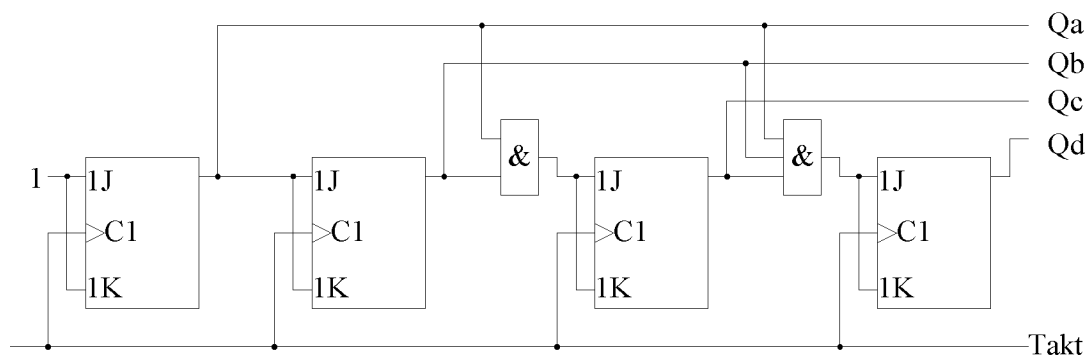 Qa
Qb
Qc
Qd
& &
1 1J 1J 1J 1J
C1 C1 C1 C1
1K 1K 1K 1K
Takt